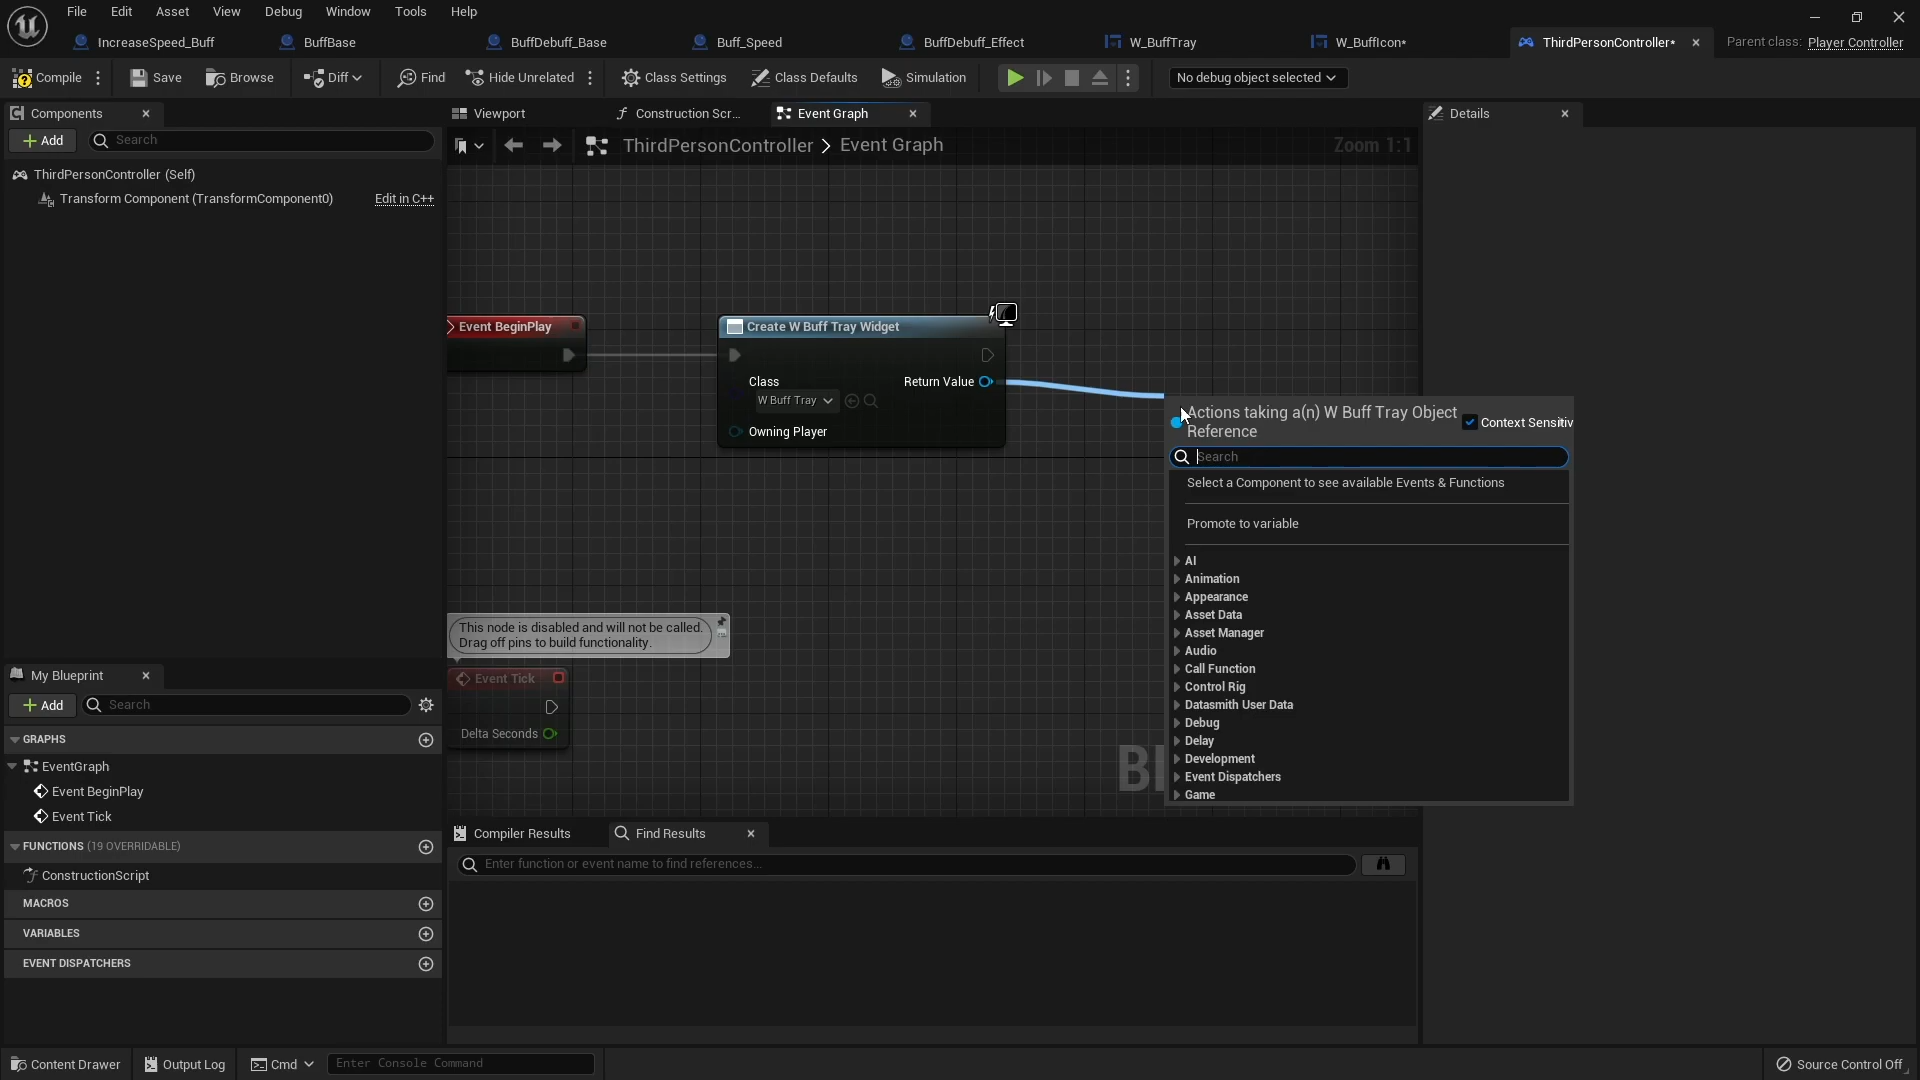 File Edit Asset View Debug Window Tools Help
IncreaseSpeed_Buff BuffBase BuffDebuff_Base Buff_Speed BuffDebuff_Effect W_BuffTray W_BuffIcon* ThirdPersonController* Parent class: Player Controller
Compile Save Browse Diff Find Hide Unrelated Class Settings Class Defaults Simulation No debug object selected
Components Viewport Construction Scr... Event Graph Details
Add Search
ThirdPersonController > Event Graph Zoom 1:1
ThirdPersonController (Self)
Transform Component (TransformComponent0) Edit in C++
Event BeginPlay
Create W Buff Tray Widget
Class
Return Value
W Buff Tray
Owning Player
Actions taking a(n) W Buff Tray Object
Reference
Context Sensitiv
Search
Select a Component to see available Events & Functions
Promote to variable
AI
Animation
Appearance
Asset Data
Asset Manager
Audio
Call Function
Control Rig
Datasmith User Data
Debug
Delay
Development
Event Dispatchers
Game
This node is disabled and will not be called.
Drag off pins to build functionality.
Event Tick
Delta Seconds
My Blueprint
Add Search
GRAPHS
EventGraph
Event BeginPlay
Event Tick
FUNCTIONS (19 OVERRIDABLE)
ConstructionScript
MACROS
VARIABLES
EVENT DISPATCHERS
Compiler Results Find Results
Enter function or event name to find references...
Content Drawer Output Log Cmd Enter Console Command Source Control Off